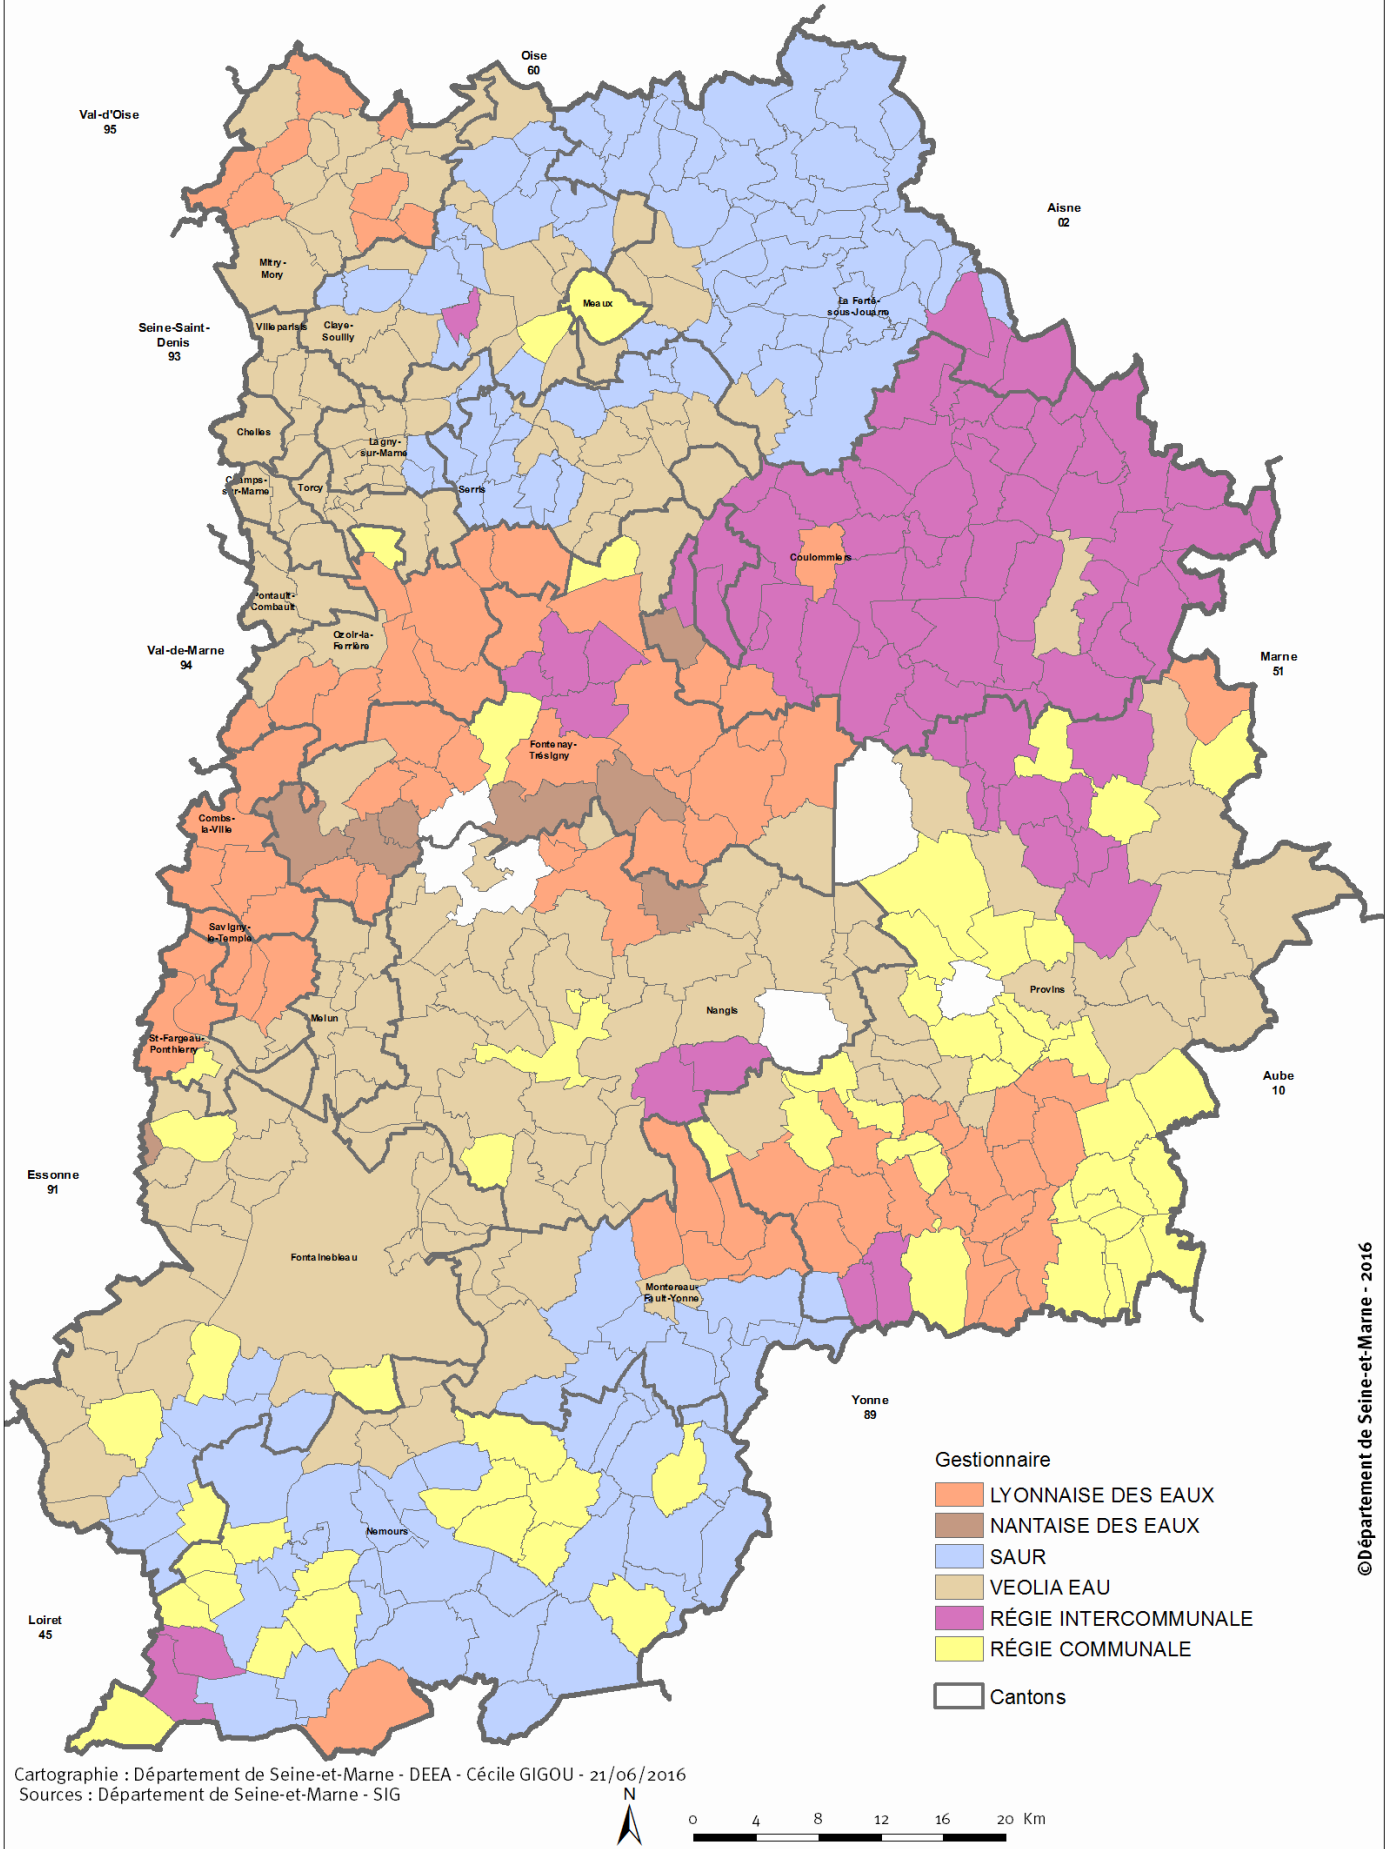 Oise
60
Val-d'Oise
95
Aisne
02
Mitry-
Mory
Meaux
La Ferté-
sous-Jouarre
Seine-Saint-
Denis
93
Villeparisis
Claye-
Souilly
Chelles
Lagny-
sur-Marne
Champs-
sur-Marne
Torcy
Serris
Coulommiers
Pontault-
Combault
Ozoir-la-
Ferrière
Val-de-Marne
94
Marne
51
Fontenay-
Trésigny
Combs-
la-Ville
Savigny-
le-Temple
Provins
Nangis
Melun
St-Fargeau-
Ponthierry
Aube
10
Essonne
91
Fontainebleau
Montereau-
Fault-Yonne
Yonne
89
Nemours
Loiret
45
Gestionnaire
LYONNAISE DES EAUX
NANTAISE DES EAUX
SAUR
VEOLIA EAU
RÉGIE INTERCOMMUNALE
RÉGIE COMMUNALE
Cantons
©Département de Seine-et-Marne - 2016
Cartographie : Département de Seine-et-Marne - DEEA - Cécile GIGOU - 21/06/2016
Sources : Département de Seine-et-Marne - SIG
N
0 4 8 12 16 20 Km